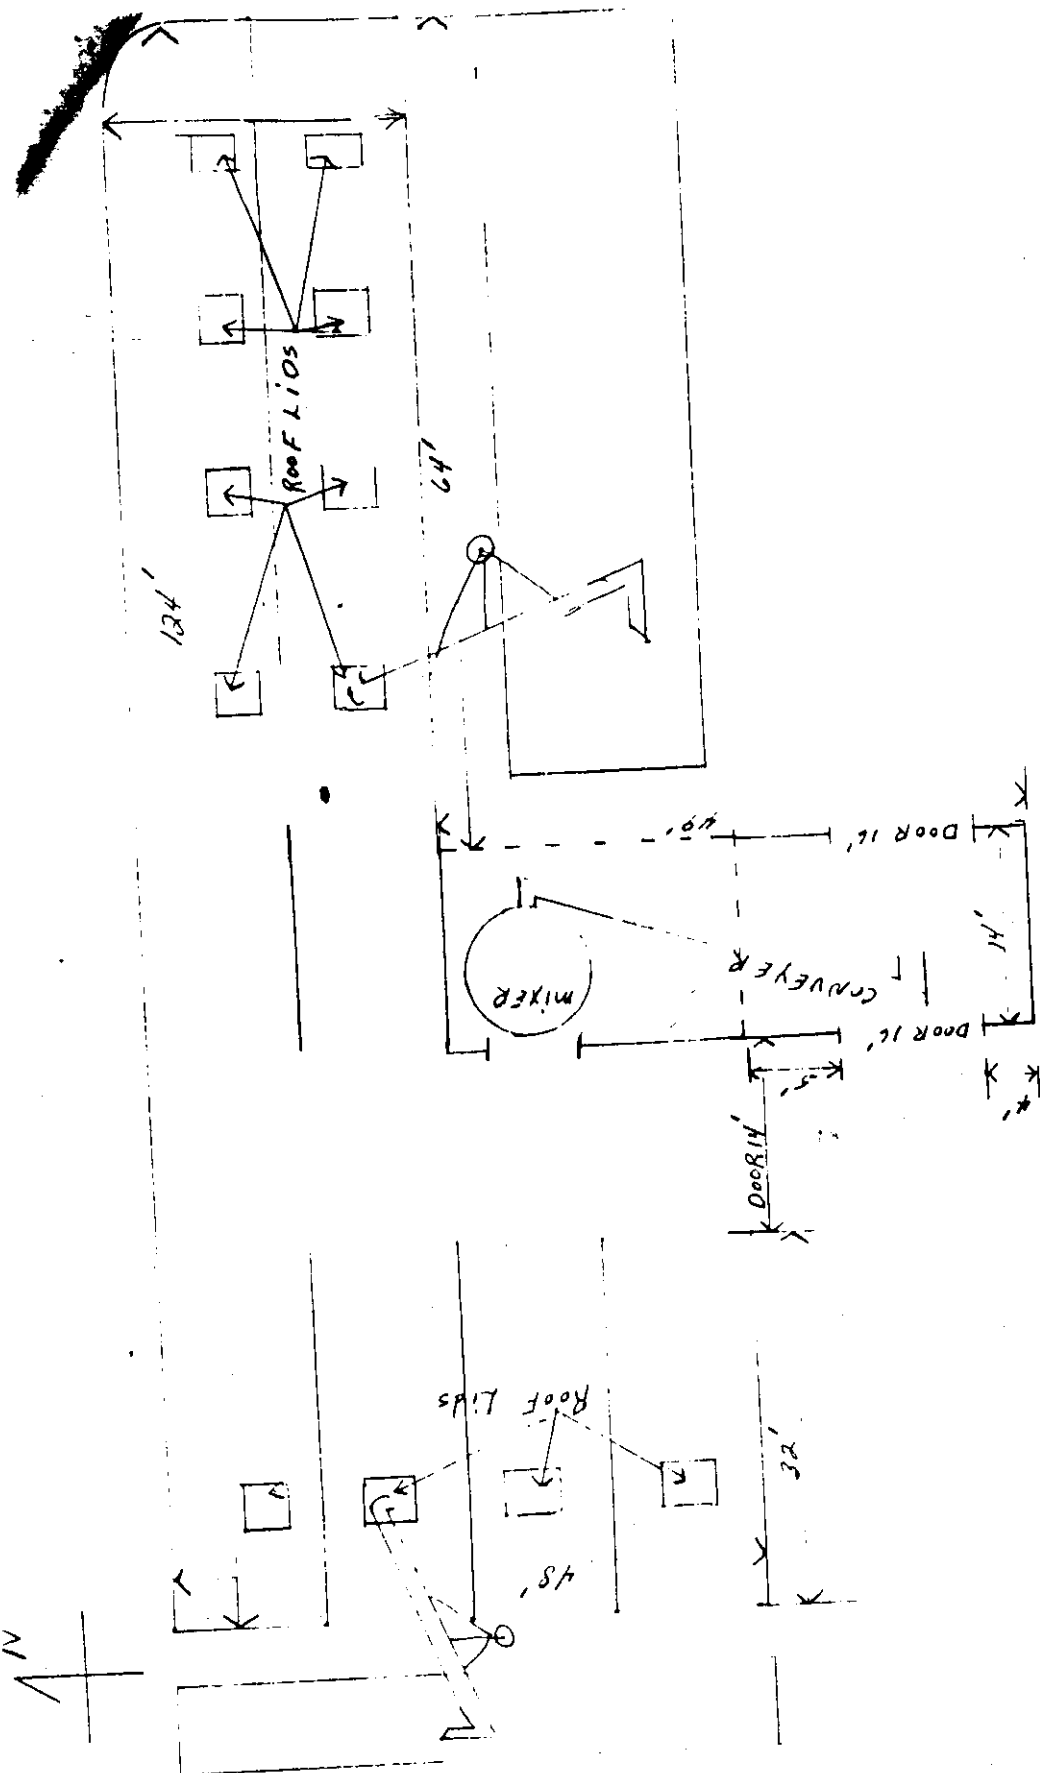 N
124'
ROOF LIDS
64'
40'
MIXER
CONVEYER
DOOR 16'
DOOR 16'
14'
5'
4'
DOOR 14'
Roof Lids
48'
32'